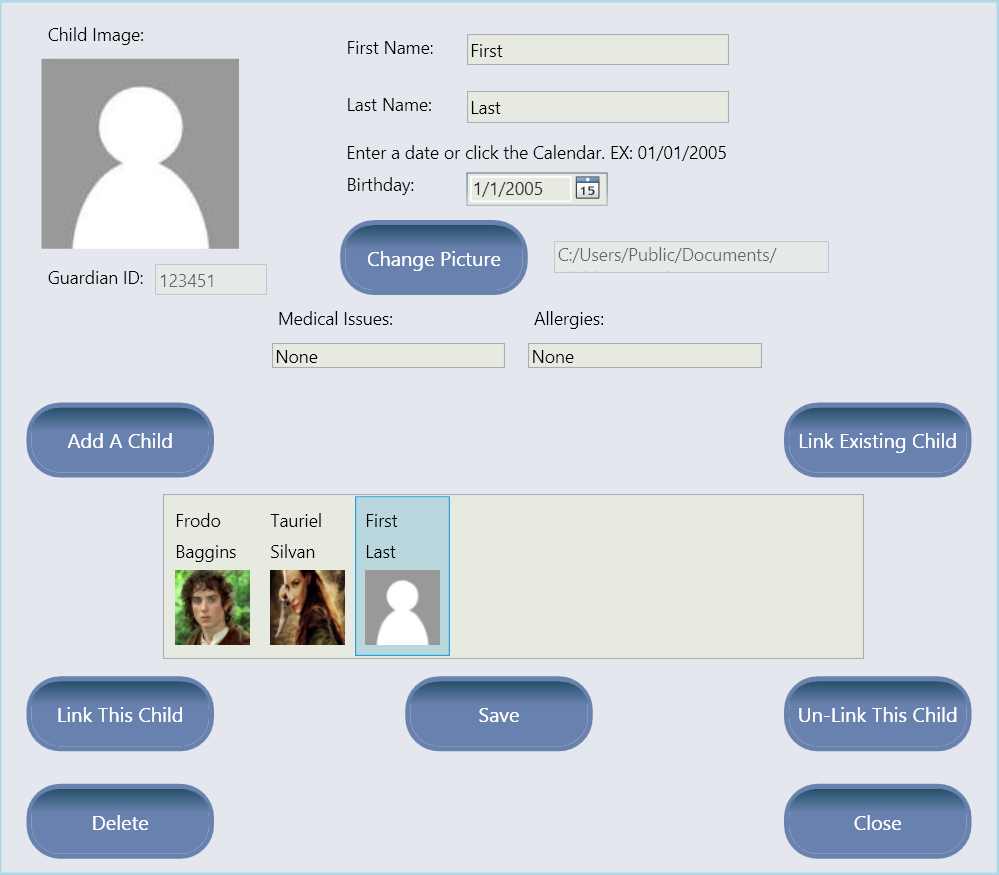 Child Image:
First Name: First
Last Name: Last
Enter a date or click the Calendar. EX: 01/01/2005
Birthday: 1/1/2005 15
Change Picture C:/Users/Public/Documents/
Guardian ID: 123451
Medical Issues: Allergies:
None None
Add A Child Link Existing Child
Frodo Tauriel First
Baggins Silvan Last
Link This Child Save Un-Link This Child
Delete Close